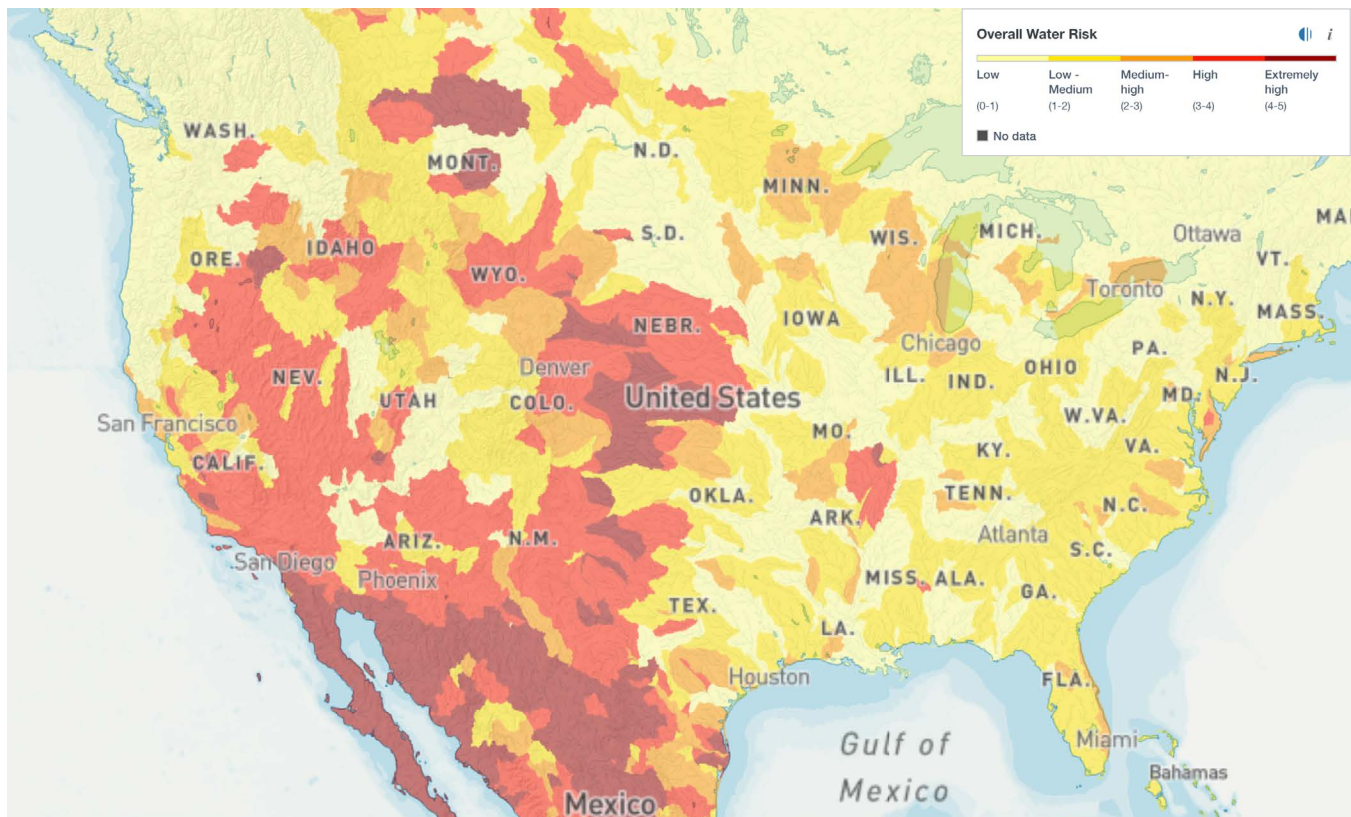 Overall Water Risk
i
Low
(0-1)
Low -
Medium
(1-2)
Medium-
high
(2-3)
High
(3-4)
Extremely
high
(4-5)
No data
WASH.
MONT.
N.D.
MINN.
ORE.
IDAHO
S.D.
WIS.
MICH.
Ottawa
MA
WYO.
VT.
Toronto
N.Y.
MASS.
NEBR.
IOWA
Chicago
PA.
NEV.
Denver
ILL.
IND.
OHIO
N.J.
UTAH
COLO.
United States
MD.
San Francisco
MO.
W.VA.
CALIF.
KY.
VA.
OKLA.
TENN.
N.C.
ARK.
ARIZ.
N.M.
Atlanta
S.C.
San Diego
Phoenix
MISS.
ALA.
GA.
TEX.
LA.
Houston
FLA.
Gulf of
Mexico
Miami
Bahamas
Mexico